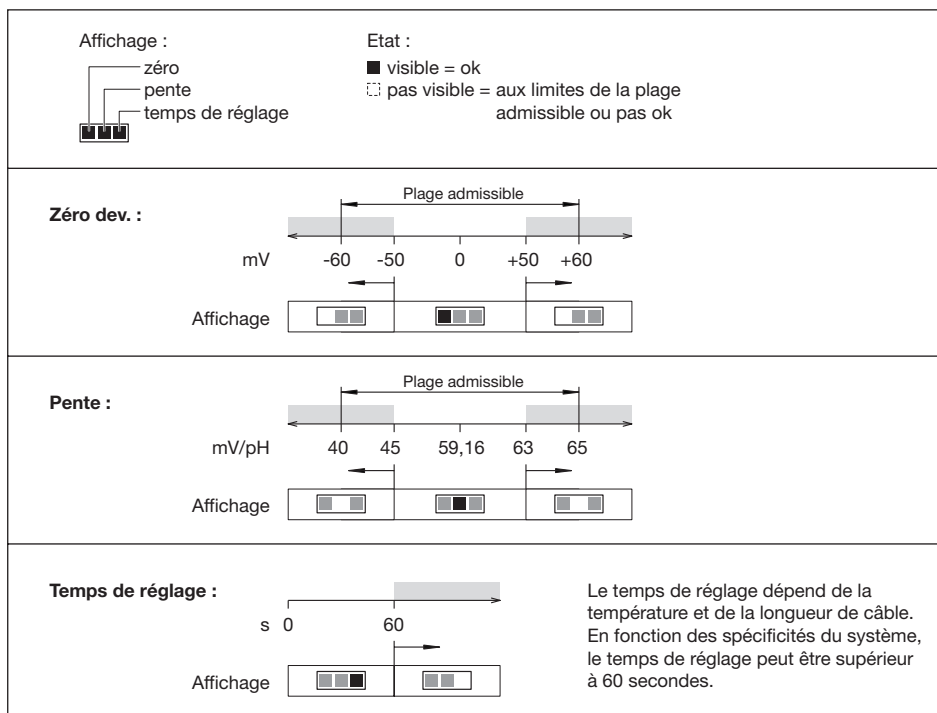 Affichage :
zéro
pente
temps de réglage
Etat :
visible = ok
pas visible = aux limites de la plage
admissible ou pas ok
Zéro dev. :
Plage admissible
mV -60 -50 0 +50 +60
Affichage
Pente :
Plage admissible
mV/pH 40 45 59,16 63 65
Affichage
Temps de réglage :
s 0 60
Affichage
Le temps de réglage dépend de la
température et de la longueur de câble.
En fonction des spécificités du système,
le temps de réglage peut être supérieur
à 60 secondes.